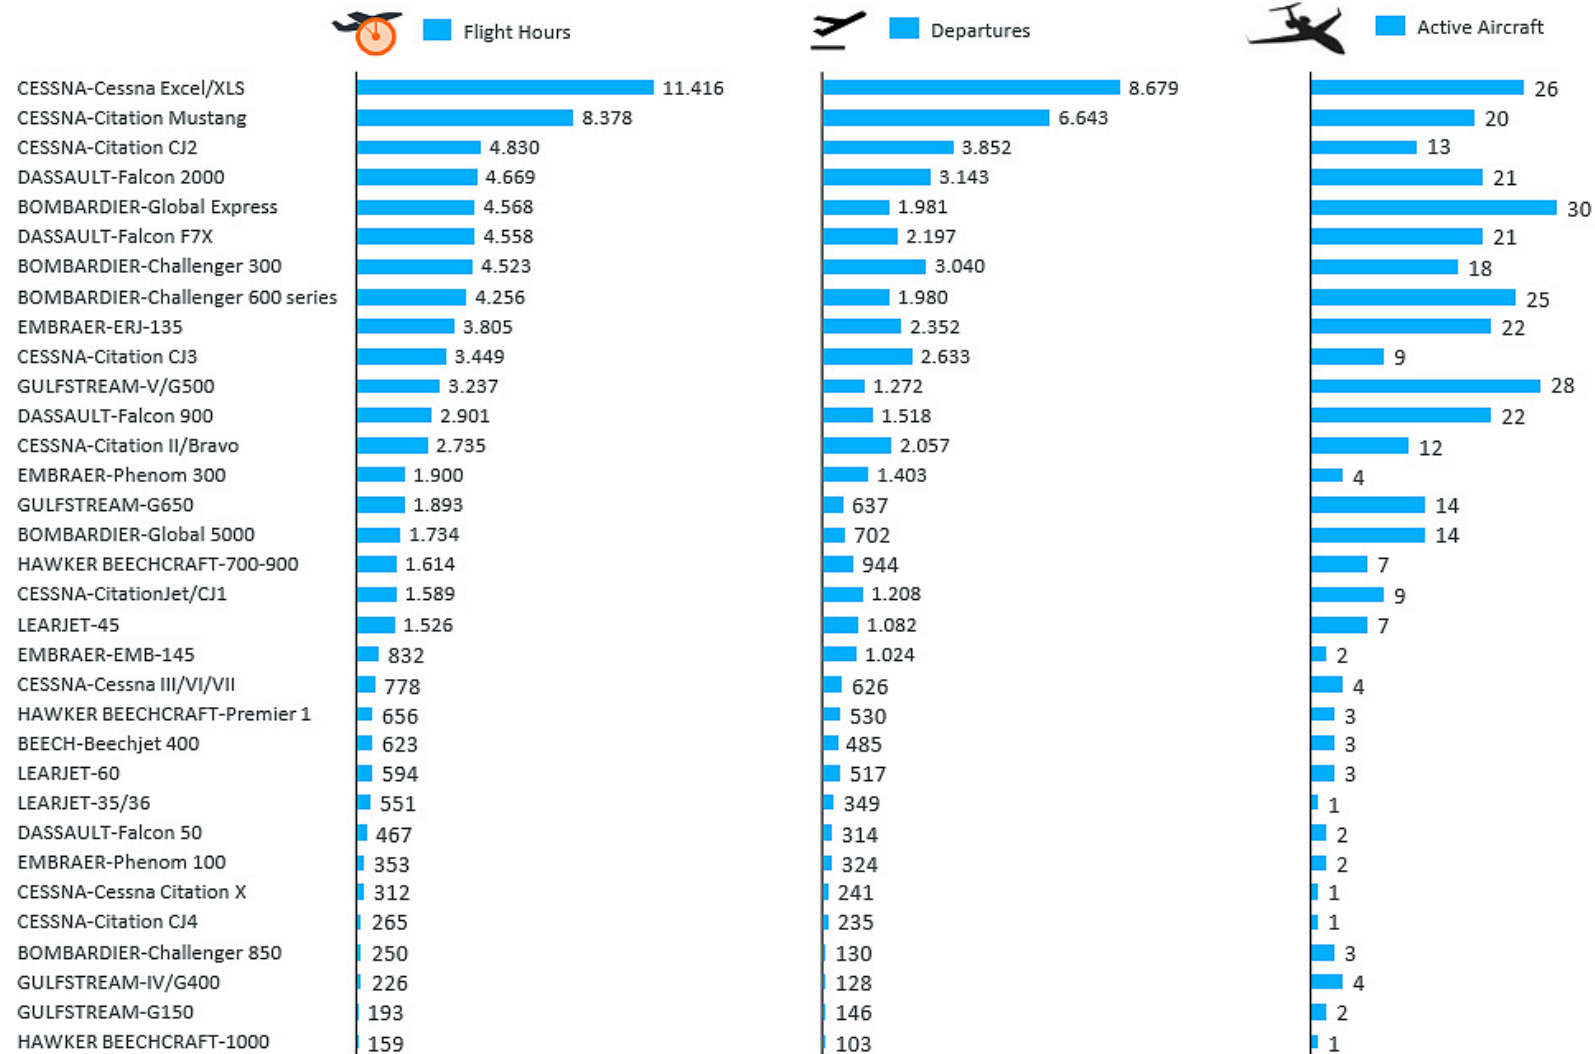 Flight Hours Departures Active Aircraft
CESSNA-Cessna Excel/XLS 11.416 8.679 26
CESSNA-Citation Mustang 8.378 6.643 20
CESSNA-Citation CJ2 4.830 3.852 13
DASSAULT-Falcon 2000 4.669 3.143 21
BOMBARDIER-Global Express 4.568 1.981 30
DASSAULT-Falcon F7X 4.558 2.197 21
BOMBARDIER-Challenger 300 4.523 3.040 18
BOMBARDIER-Challenger 600 series 4.256 1.980 25
EMBRAER-ERJ-135 3.805 2.352 22
CESSNA-Citation CJ3 3.449 2.633 9
GULFSTREAM-V/G500 3.237 1.272 28
DASSAULT-Falcon 900 2.901 1.518 22
CESSNA-Citation II/Bravo 2.735 2.057 12
EMBRAER-Phenom 300 1.900 1.403 4
GULFSTREAM-G650 1.893 637 14
BOMBARDIER-Global 5000 1.734 702 14
HAWKER BEECHCRAFT-700-900 1.614 944 7
CESSNA-CitationJet/CJ1 1.589 1.208 9
LEARJET-45 1.526 1.082 7
EMBRAER-EMB-145 832 1.024 2
CESSNA-Cessna III/VI/VII 778 626 4
HAWKER BEECHCRAFT-Premier 1 656 530 3
BEECH-Beechjet 400 623 485 3
LEARJET-60 594 517 3
LEARJET-35/36 551 349 1
DASSAULT-Falcon 50 467 314 2
EMBRAER-Phenom 100 353 324 2
CESSNA-Cessna Citation X 312 241 1
CESSNA-Citation CJ4 265 235 1
BOMBARDIER-Challenger 850 250 130 3
GULFSTREAM-IV/G400 226 128 4
GULFSTREAM-G150 193 146 2
HAWKER BEECHCRAFT-1000 159 103 1